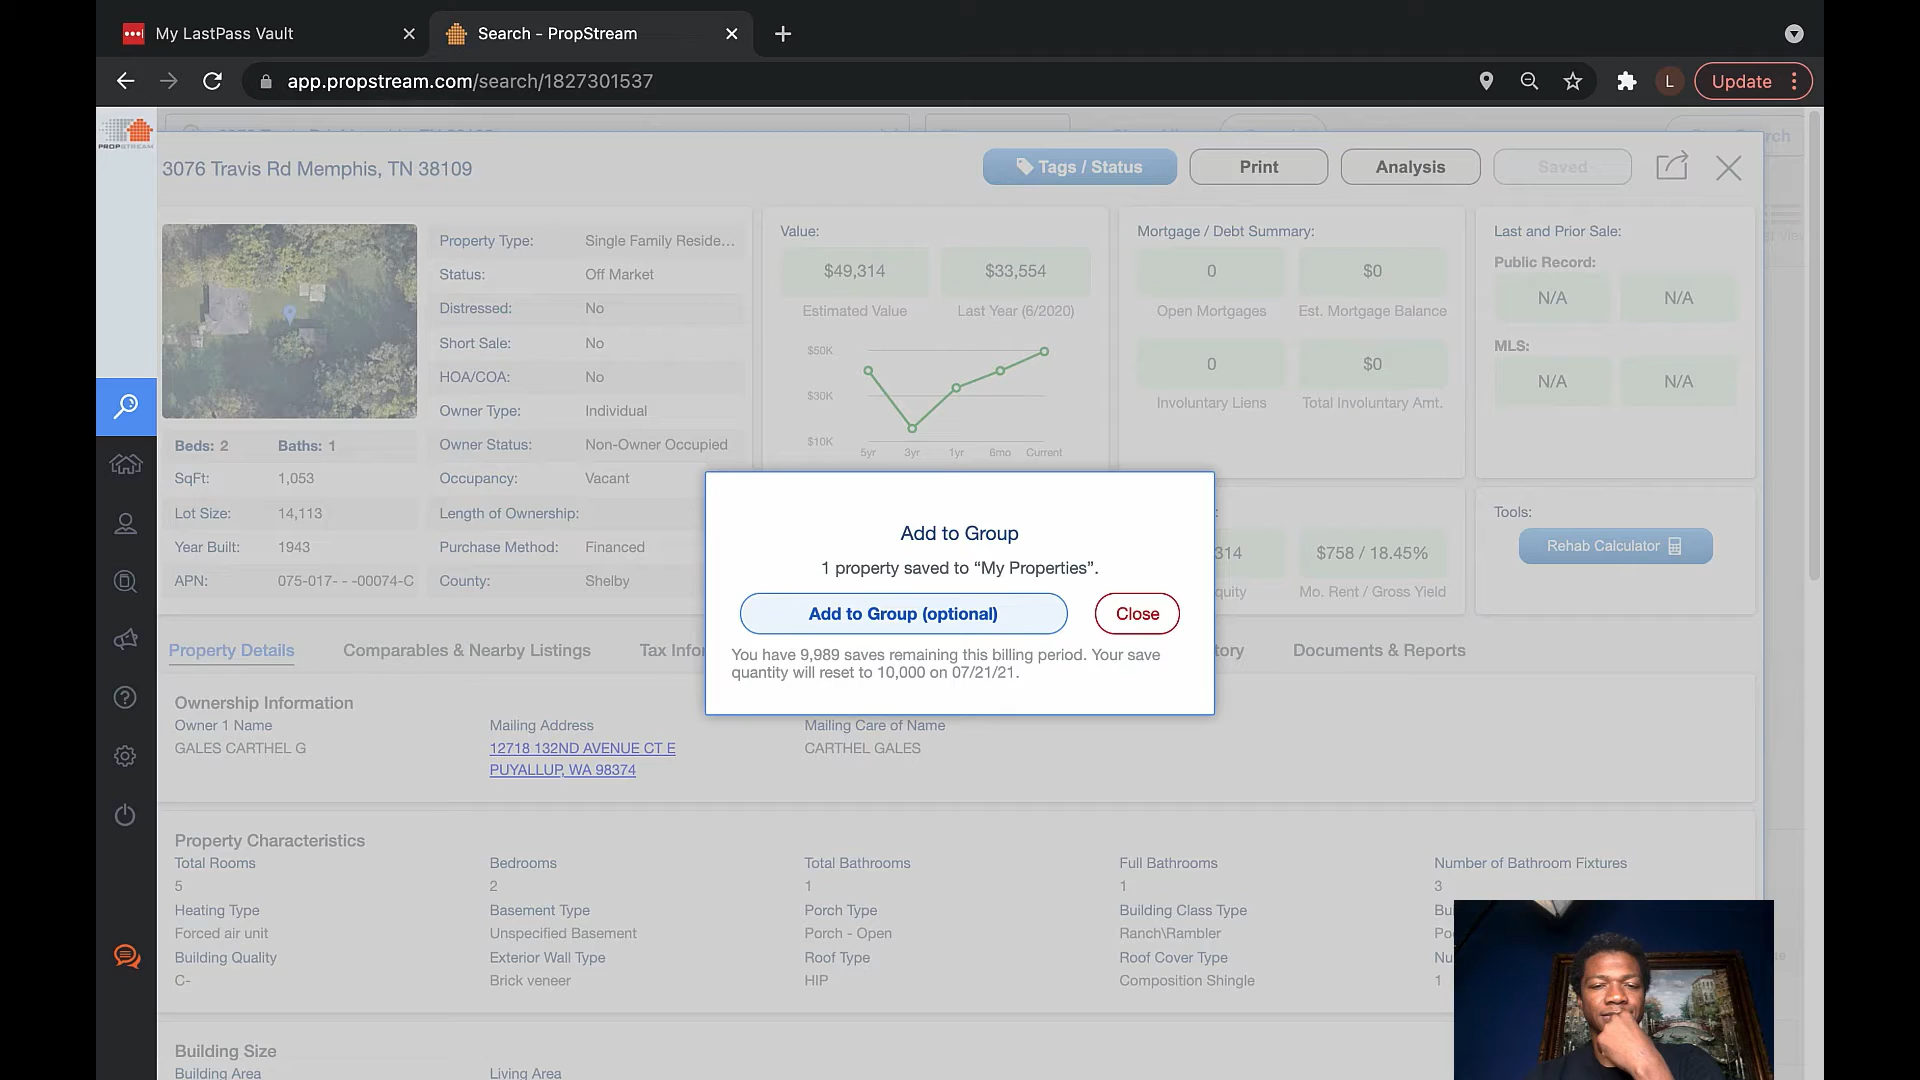 My LastPass Vault
Search - PropStream
app.propstream.com/search/1827301537
L
Update
PROPSTREAM
3076 Travis Rd Memphis, TN 38109
Tags / Status
Print
Analysis
Saved
Property Type: Single Family Reside...
Status: Off Market
Distressed: No
Short Sale: No
HOA/COA: No
Owner Type: Individual
Owner Status: Non-Owner Occupied
Occupancy: Vacant
Length of Ownership:
Purchase Method: Financed
County: Shelby
Beds: 2 Baths: 1
SqFt: 1,053
Lot Size: 14,113
Year Built: 1943
APN: 075-017- - -00074-C
Value:
$49,314 $33,554
Estimated Value Last Year (6/2020)
$50K
$30K
$10K
5yr 3yr 1yr 6mo Current
Mortgage / Debt Summary:
0 $0
Open Mortgages Est. Mortgage Balance
0 $0
Involuntary Liens Total Involuntary Amt.
Last and Prior Sale:
Public Record:
N/A N/A
MLS:
N/A N/A
314 $758 / 18.45%
quity Mo. Rent / Gross Yield
Tools:
Rehab Calculator
Add to Group
1 property saved to “My Properties”.
Add to Group (optional)
Close
You have 9,989 saves remaining this billing period. Your save
quantity will reset to 10,000 on 07/21/21.
Property Details
Comparables & Nearby Listings
Tax Infor
tory
Documents & Reports
Ownership Information
Owner 1 Name Mailing Address Mailing Care of Name
GALES CARTHEL G 12718 132ND AVENUE CT E CARTHEL GALES
PUYALLUP, WA 98374
Property Characteristics
Total Rooms Bedrooms Total Bathrooms Full Bathrooms Number of Bathroom Fixtures
5 2 1 1 3
Heating Type Basement Type Porch Type Building Class Type Bu
Forced air unit Unspecified Basement Porch - Open Ranch\Rambler Po
Building Quality Exterior Wall Type Roof Type Roof Cover Type Nu
C- Brick veneer HIP Composition Shingle 1
Building Size
Building Area Living Area